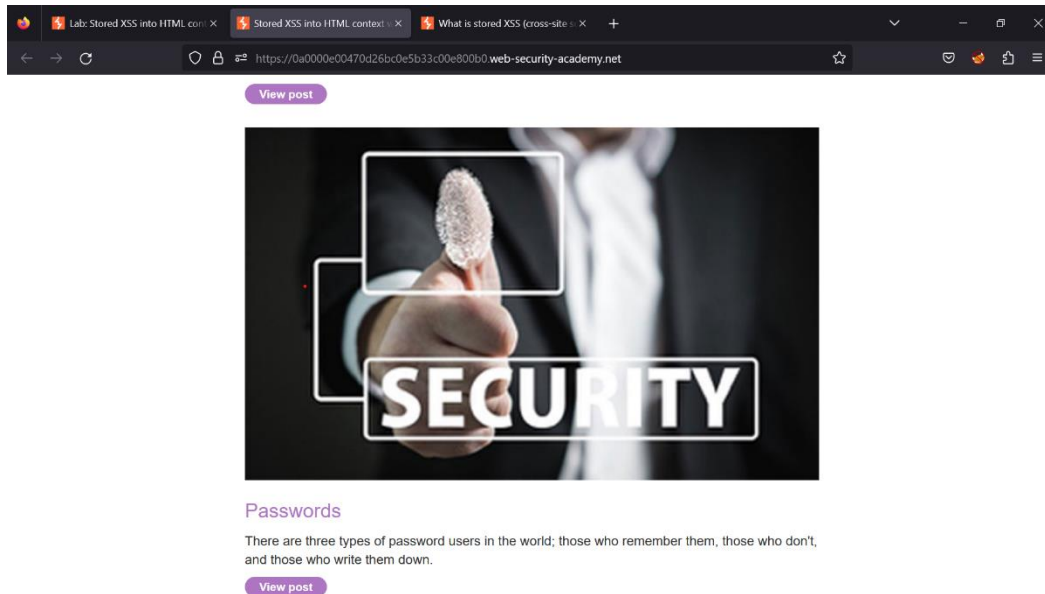 Lab: Stored XSS into HTML cont
Stored XSS into HTML context w
What is stored XSS (cross-site s
https://0a0000e00470d26bc0e5b33c00e800b0.web-security-academy.net
View post
SECURITY
Passwords
There are three types of password users in the world; those who remember them, those who don't,
and those who write them down.
View post